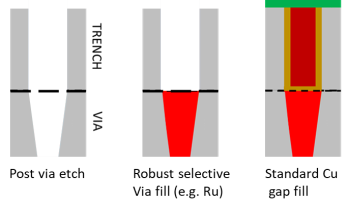 TRENCH
VIA
Post via etch
Robust selective
Via fill (e.g. Ru)
Standard Cu
gap fill